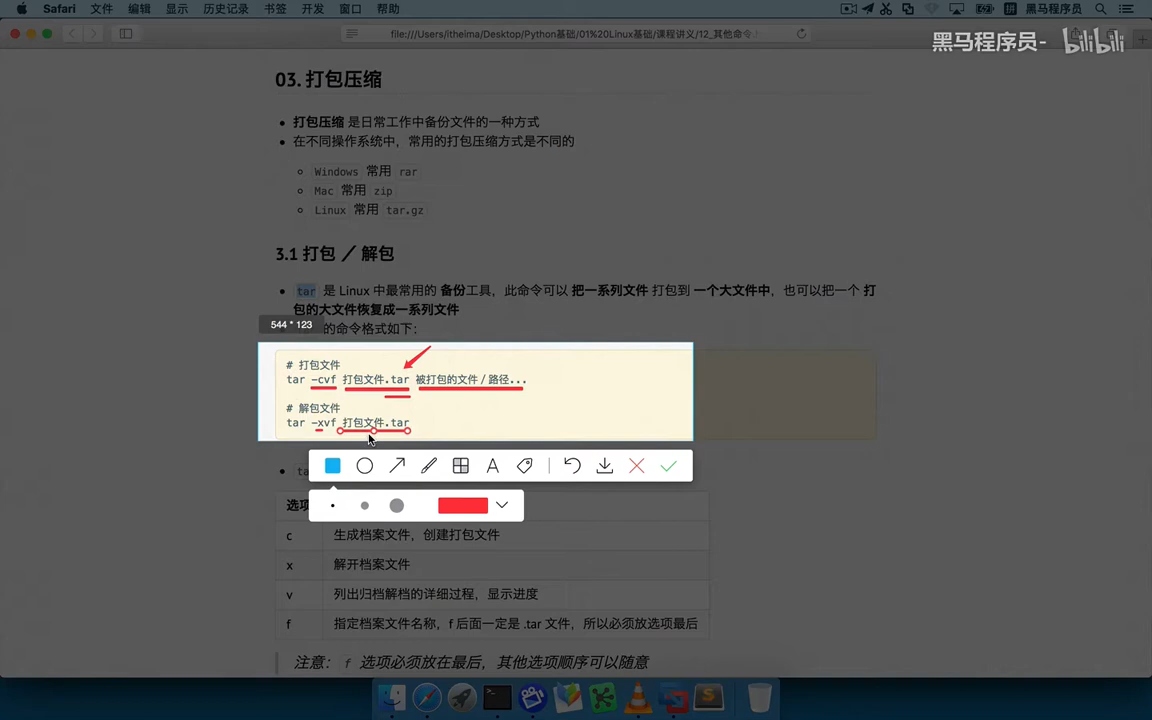 Safari 文件 编辑 显示 历史记录 书签 开发 窗口 帮助 黑马程序员
file:///Users/itheima/Desktop/Python基础/01%20Linux基础/课程讲义/12_其他命令.h
黑马程序员- bilibili
03. 打包压缩
打包压缩 是日常工作中备份文件的一种方式
在不同操作系统中，常用的打包压缩方式是不同的
Windows 常用 rar
Mac 常用 zip
Linux 常用 tar.gz
3.1 打包 ／ 解包
tar 是 Linux 中最常用的 备份工具，此命令可以 把一系列文件 打包到 一个大文件中，也可以把一个 打
包的大文件恢复成一系列文件
544 * 123
的命令格式如下：
# 打包文件
tar -cvf 打包文件.tar 被打包的文件／路径...
# 解包文件
tar -xvf 打包文件.tar
A
ta
选项
c 生成档案文件，创建打包文件
x 解开档案文件
v 列出归档解档的详细过程，显示进度
f 指定档案文件名称，f 后面一定是 .tar 文件，所以必须放选项最后
注意： f 选项必须放在最后，其他选项顺序可以随意